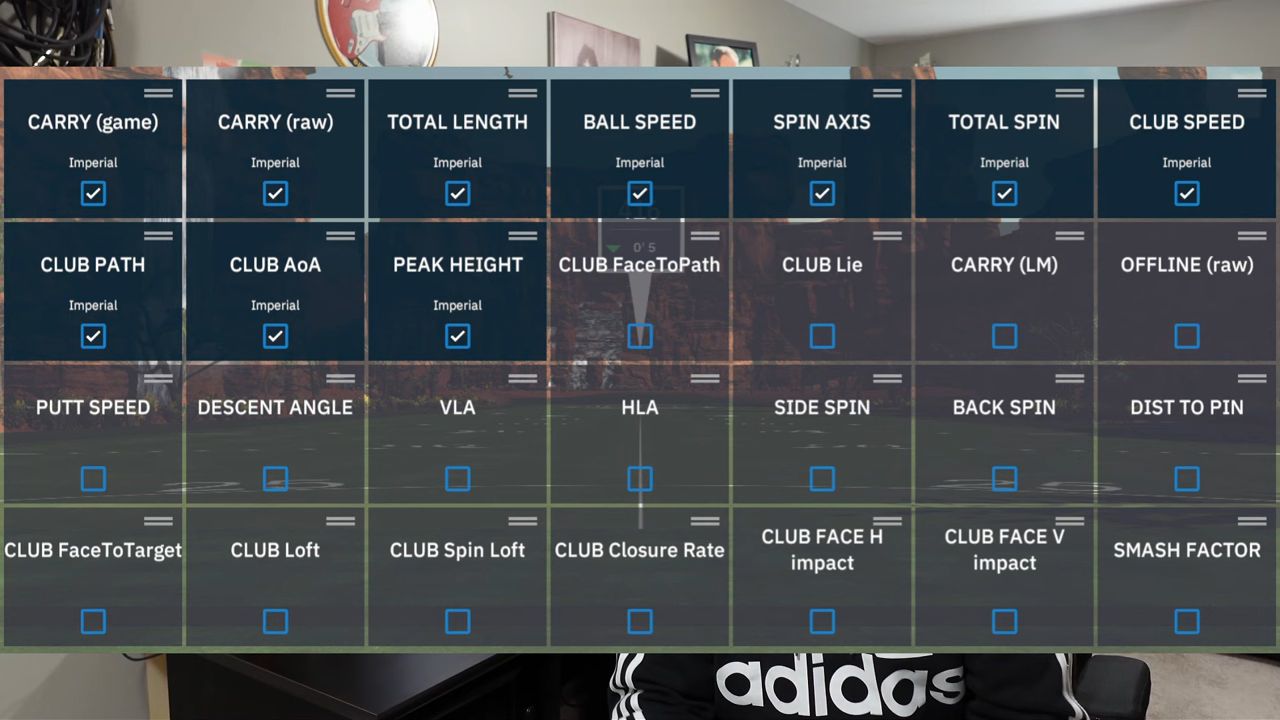 CARRY (game)
Imperial
CARRY (raw)
Imperial
TOTAL LENGTH
Imperial
BALL SPEED
Imperial
SPIN AXIS
Imperial
TOTAL SPIN
Imperial
CLUB SPEED
Imperial
CLUB PATH
Imperial
CLUB AoA
Imperial
PEAK HEIGHT
Imperial
0' 5
CLUB FaceToPath
CLUB Lie
CARRY (LM)
OFFLINE (raw)
PUTT SPEED
DESCENT ANGLE
VLA
HLA
SIDE SPIN
BACK SPIN
DIST TO PIN
CLUB FaceToTarget
CLUB Loft
CLUB Spin Loft
CLUB Closure Rate
CLUB FACE H
impact
CLUB FACE V
impact
SMASH FACTOR
adidas